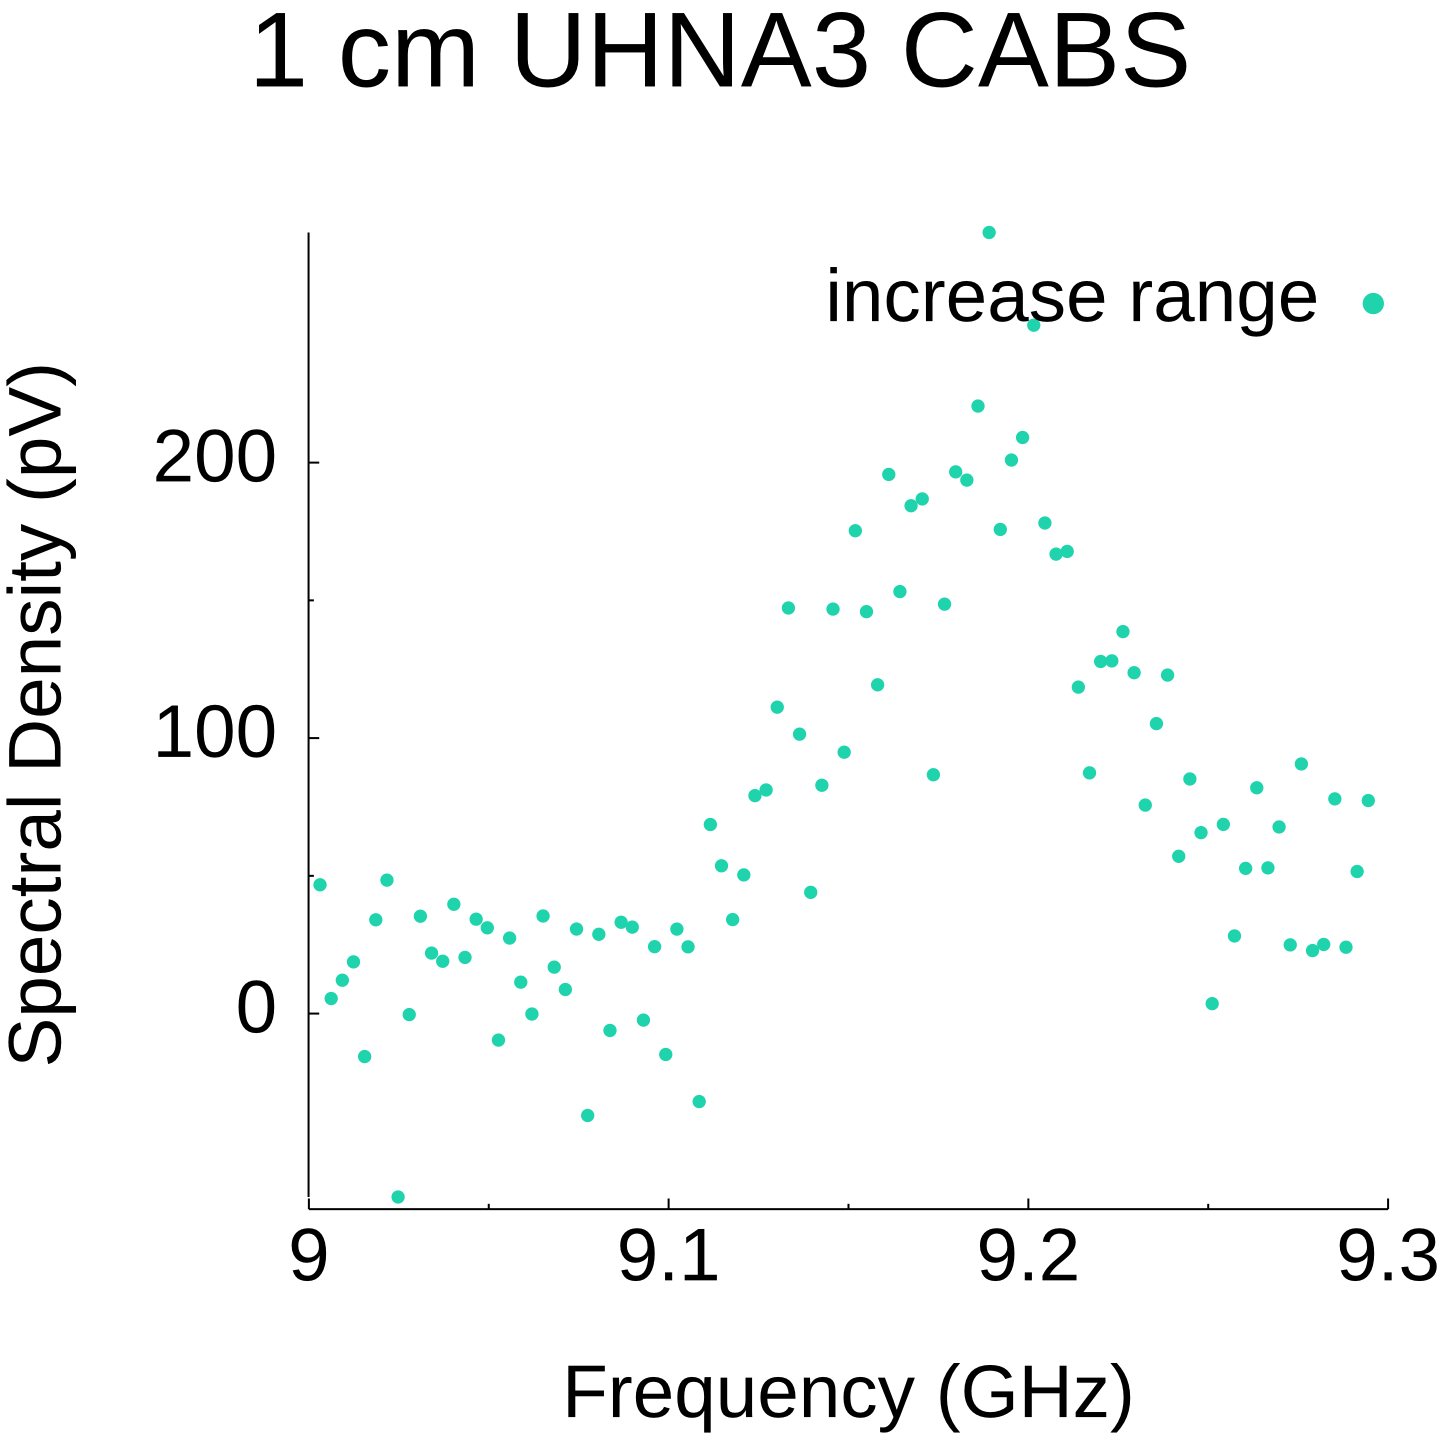 1 cm UHNA3 CABS
increase range
Spectral Density (pV)
200
100
0
9 9.1 9.2 9.3
Frequency (GHz)